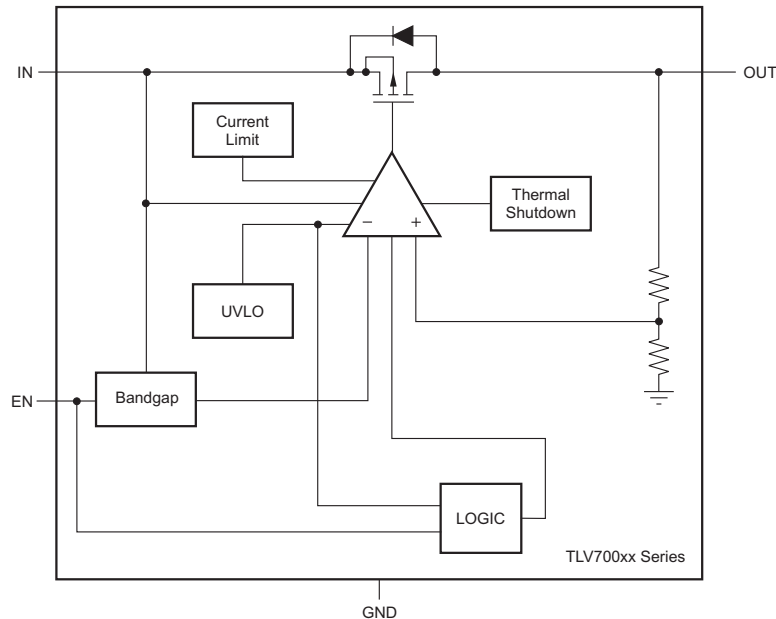 IN
OUT
Current
Limit
Thermal
Shutdown
− +
UVLO
EN
Bandgap
LOGIC
TLV700xx Series
GND